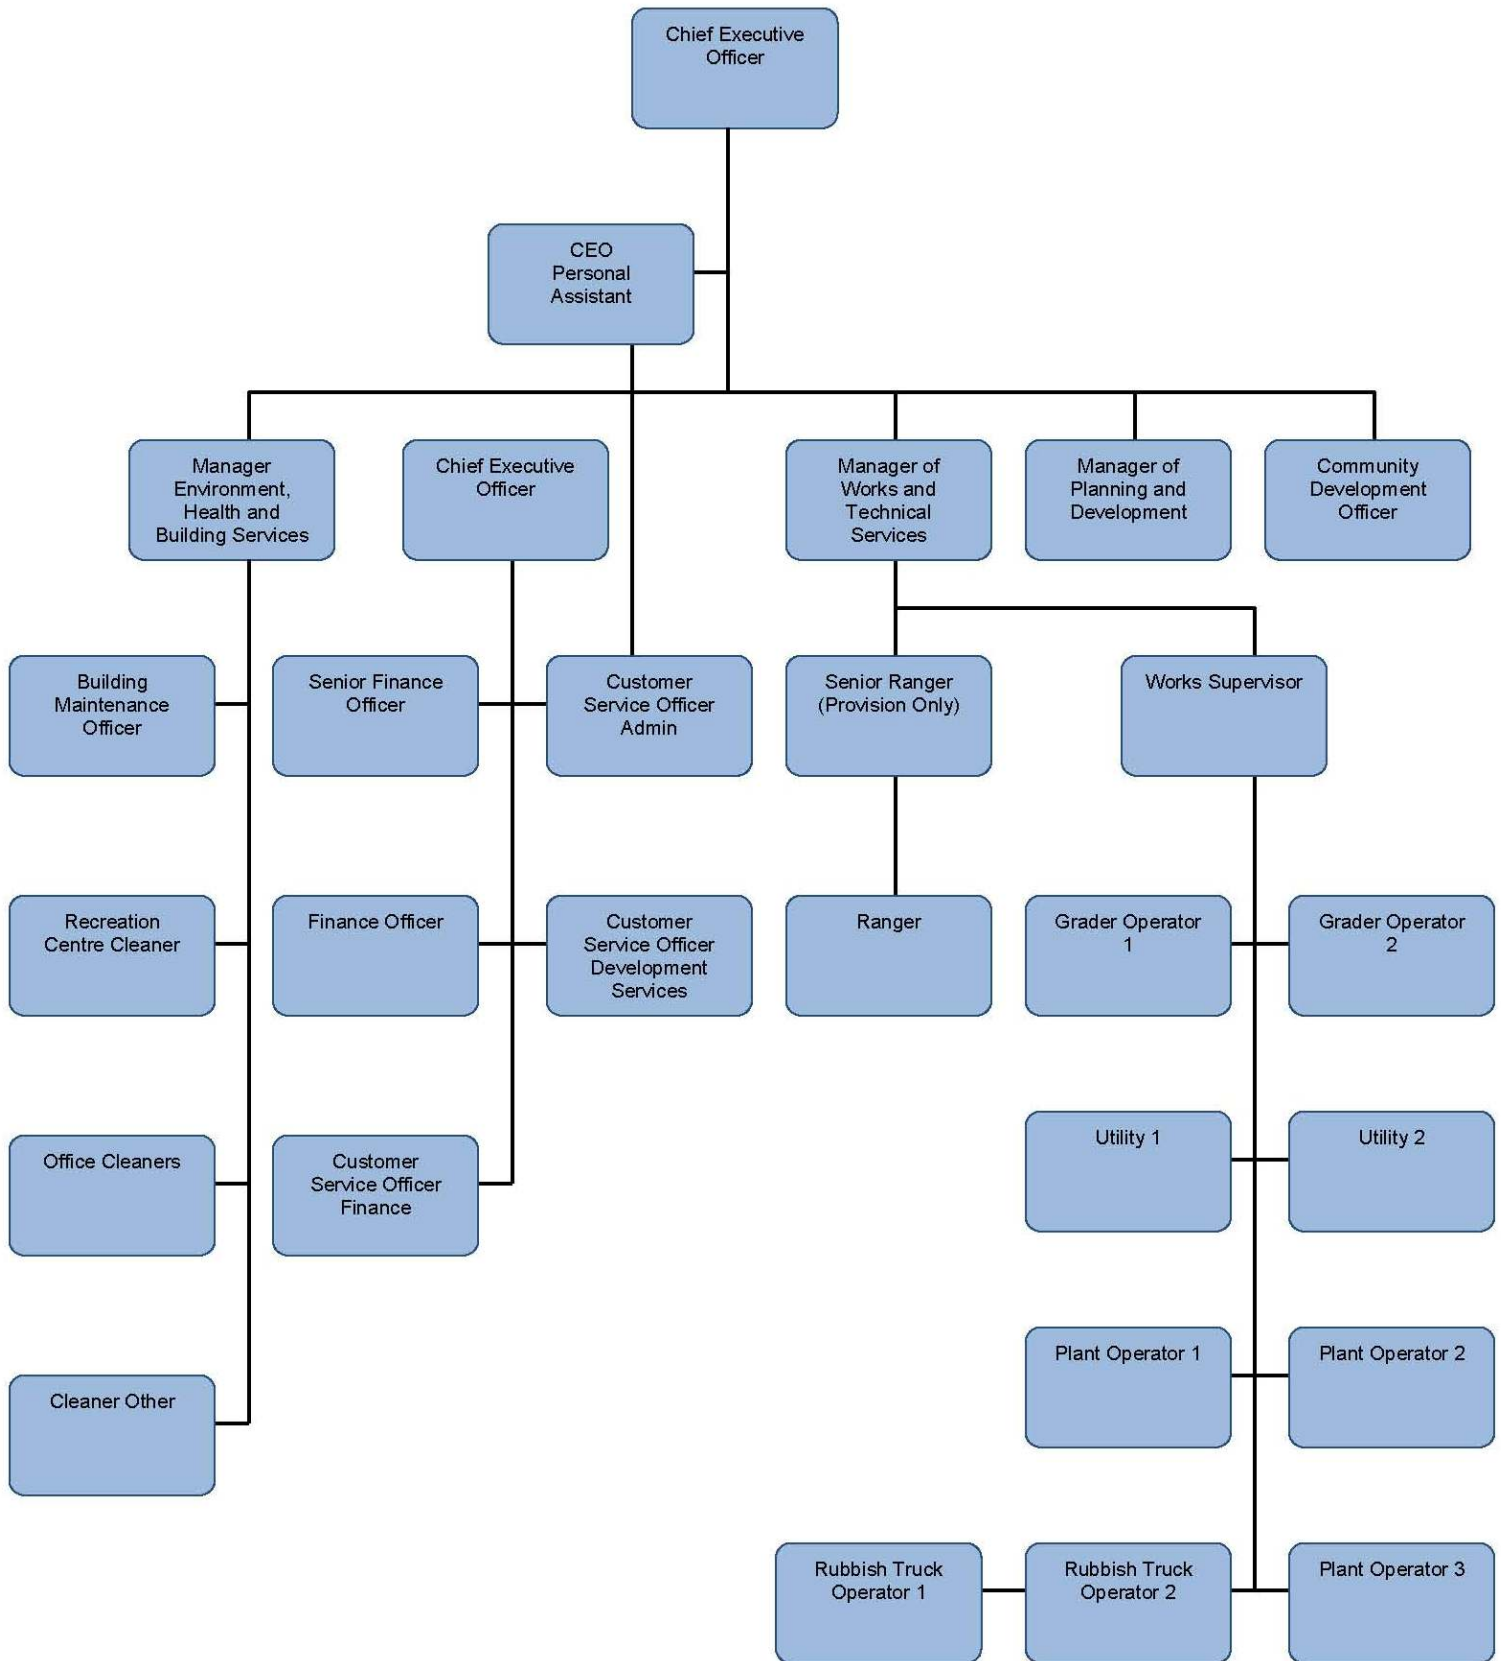 Chief Executive
Officer
CEO
Personal
Assistant
Manager
Environment,
Health and
Building Services
Chief Executive
Officer
Manager of
Works and
Technical
Services
Manager of
Planning and
Development
Community
Development
Officer
Building
Maintenance
Officer
Senior Finance
Officer
Customer
Service Officer
Admin
Senior Ranger
(Provision Only)
Works Supervisor
Recreation
Centre Cleaner
Finance Officer
Customer
Service Officer
Development
Services
Ranger
Grader Operator
1
Grader Operator
2
Utility 1
Utility 2
Office Cleaners
Customer
Service Officer
Finance
Plant Operator 1
Plant Operator 2
Cleaner Other
Rubbish Truck
Operator 1
Rubbish Truck
Operator 2
Plant Operator 3